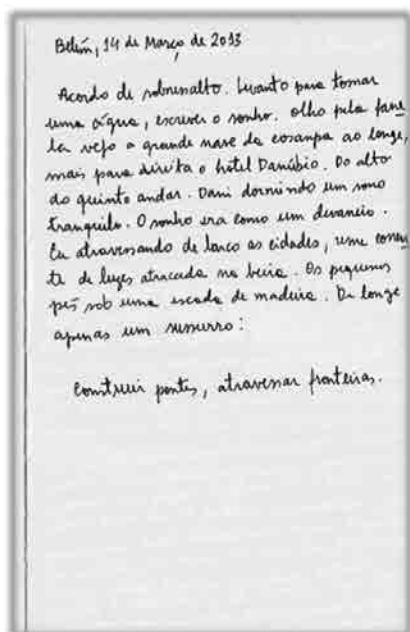 Belém, 14 de Março de 2013
Acordo de sobressalto. Levanto para tomar
uma água, escrever o sonho. Olho pela jane
la vejo a grande nave da cosanpa ao longe,
mais para direita o hotel Danúbio. Do alto
do quinto andar. Dani dormindo um sono
tranquilo. O sonho era como um devaneio.
Eu atravessando de barco as cidades, uma corren
te de luzes atracada na beira. Os pequenos
pés sob uma escada de madeira. De longe
apenas um sussurro:
Construir pontes, atravessar fronteiras.